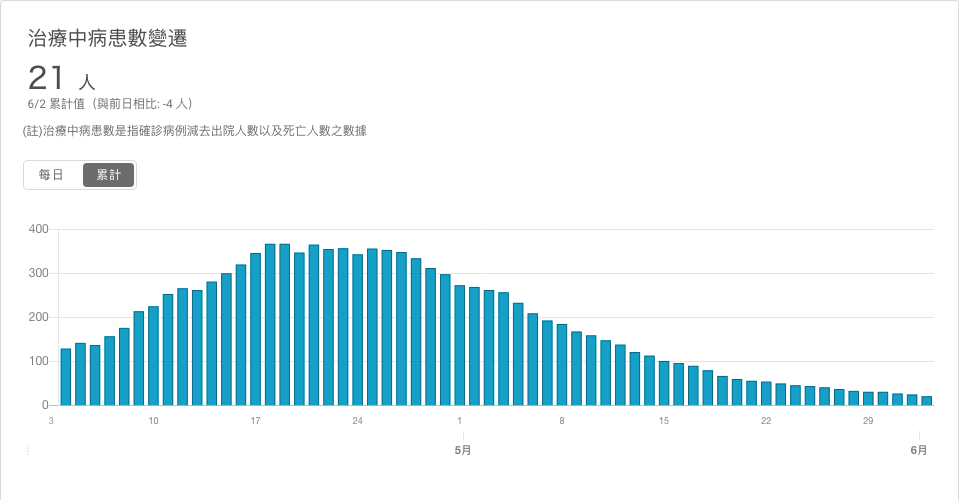 治療中病患數變遷
21 人
6/2 累計值（與前日相比: -4 人）
(註)治療中病患數是指確診病例減去出院人數以及死亡人數之數據
每日 累計
400
300
200
100
0
3 10 17 24 1 8 15 22 29
5月 6月